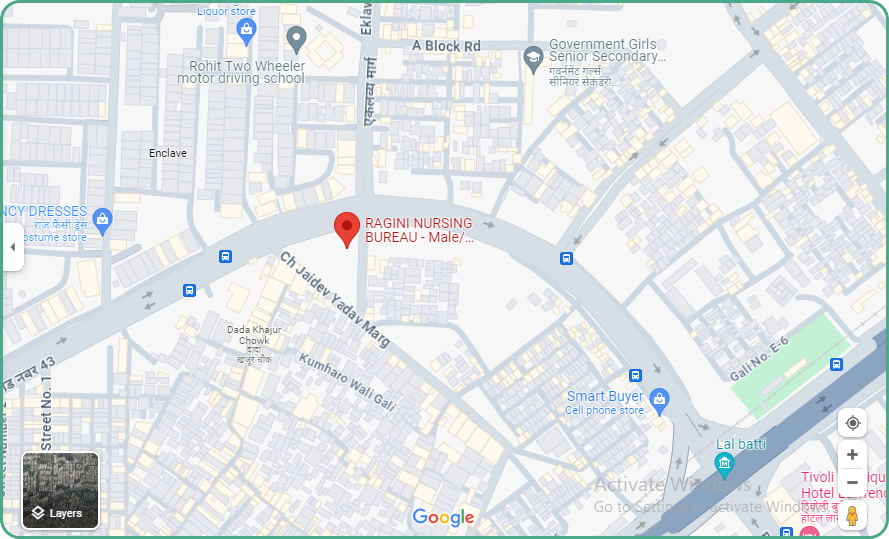 Liquor store
Rohit Two Wheeler
motor driving school
एकलव्य मार्ग
A Block Rd
Government Girls
Senior Secondary...
गवर्नमेंट गर्ल्स
सीनियर सेकंडरी...
Enclave
NCY DRESSES
राज फैंसी ड्रेस
ostume store
RAGINI NURSING
BUREAU - Male/...
Ch Jaidev Yadav Marg
Dada Khajur
Chowk
दादा
खजूर चौक
Kumharo Wali Gali
रोड नंबर 43
Street No. 1
Gali No. E-6
Smart Buyer
Cell phone store
Lal batti
Tivoli
Hotel
Layers
Google
Activate Windows
Go to Settings to activate Windows.